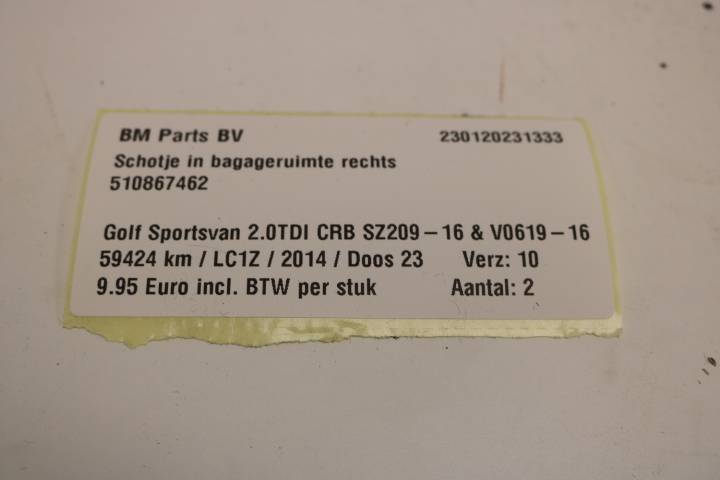 BM Parts BV 230120231333
Schotje in bagageruimte rechts
510867462
Golf Sportsvan 2.0TDI CRB SZ209-16 & V0619-16
59424 km / LC1Z / 2014 / Doos 23 Verz: 10
9.95 Euro incl. BTW per stuk Aantal: 2